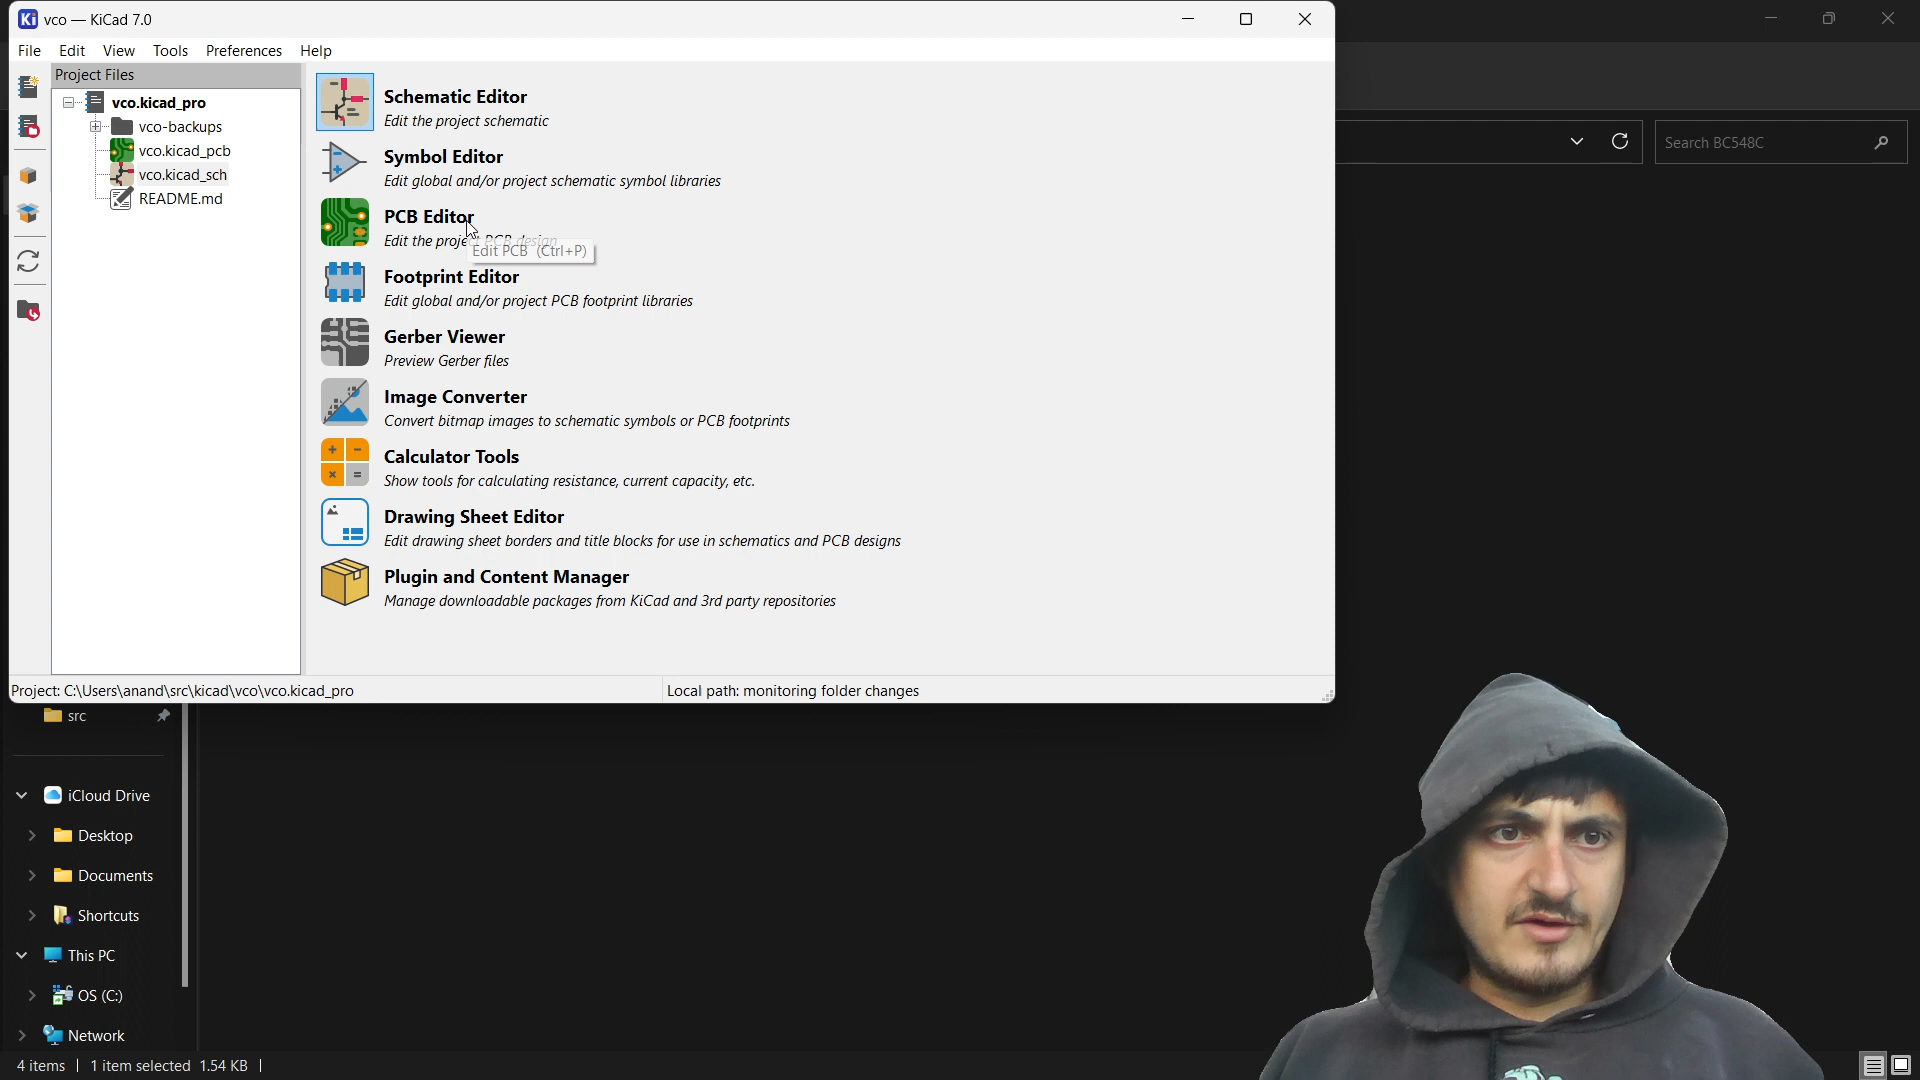 vco — KiCad 7.0
File Edit View Tools Preferences Help
Project Files
vco.kicad_pro
vco-backups
vco.kicad_pcb
vco.kicad_sch
README.md
Schematic Editor
Edit the project schematic
Symbol Editor
Edit global and/or project schematic symbol libraries
PCB Editor
Edit the project PCB design
Edit PCB (Ctrl+P)
Footprint Editor
Edit global and/or project PCB footprint libraries
Gerber Viewer
Preview Gerber files
Image Converter
Convert bitmap images to schematic symbols or PCB footprints
Calculator Tools
Show tools for calculating resistance, current capacity, etc.
Drawing Sheet Editor
Edit drawing sheet borders and title blocks for use in schematics and PCB designs
Plugin and Content Manager
Manage downloadable packages from KiCad and 3rd party repositories
Project: C:\Users\anand\src\kicad\vco\vco.kicad_pro
Local path: monitoring folder changes
Search BC548C
src
iCloud Drive
Desktop
Documents
Shortcuts
This PC
OS (C:)
Network
4 items 1 item selected 1.54 KB